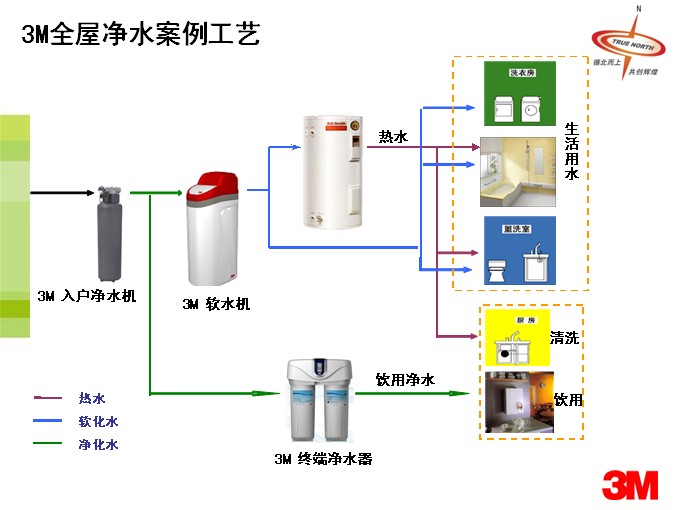 3M全屋净水案例工艺
N
TRUE NORTH
循北而上
共创辉煌
洗衣房
生活用水
热水
盥洗室
3M 入户净水机
3M 软水机
厨 房
清洗
饮用净水
饮用
热水
软化水
净化水
3M 终端净水器
3M